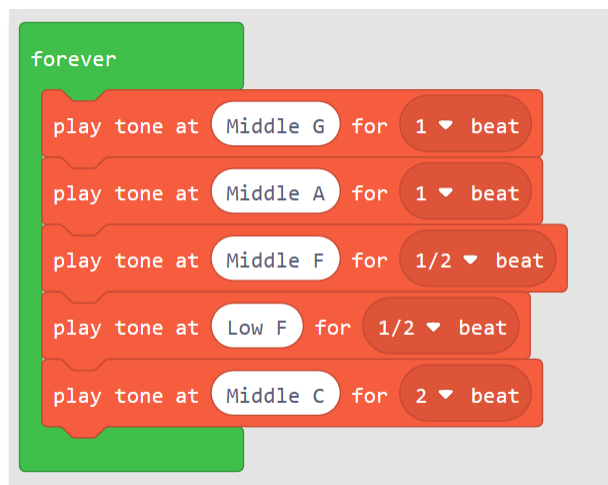 forever
play tone at Middle G for 1 beat
play tone at Middle A for 1 beat
play tone at Middle F for 1/2 beat
play tone at Low F for 1/2 beat
play tone at Middle C for 2 beat